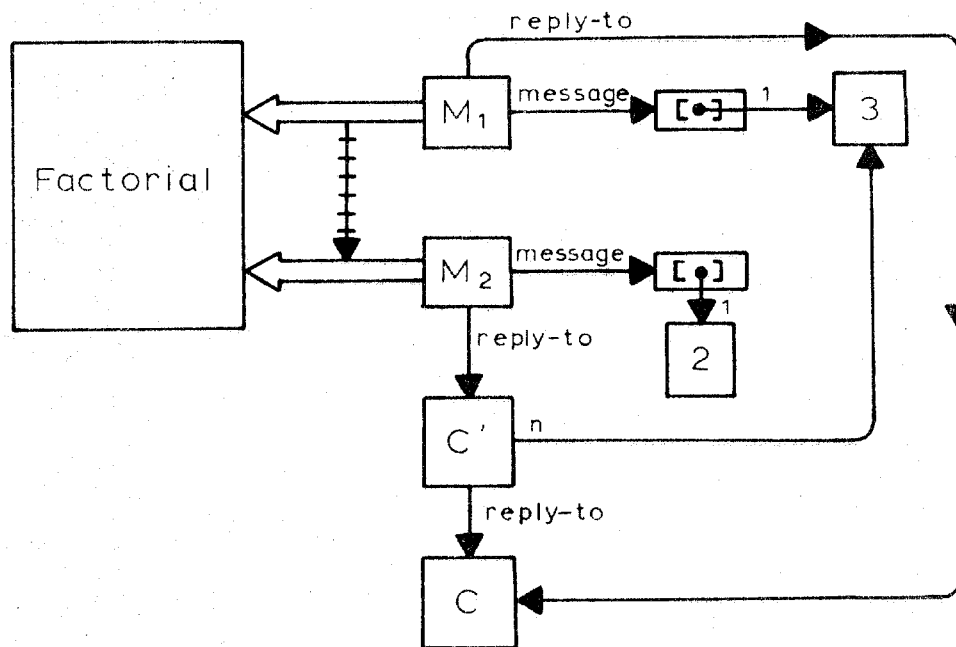 reply-to
message
1
M1
[ ]
3
Factorial
message
M2
[ ]
1
reply-to
2
C'
n
reply-to
C